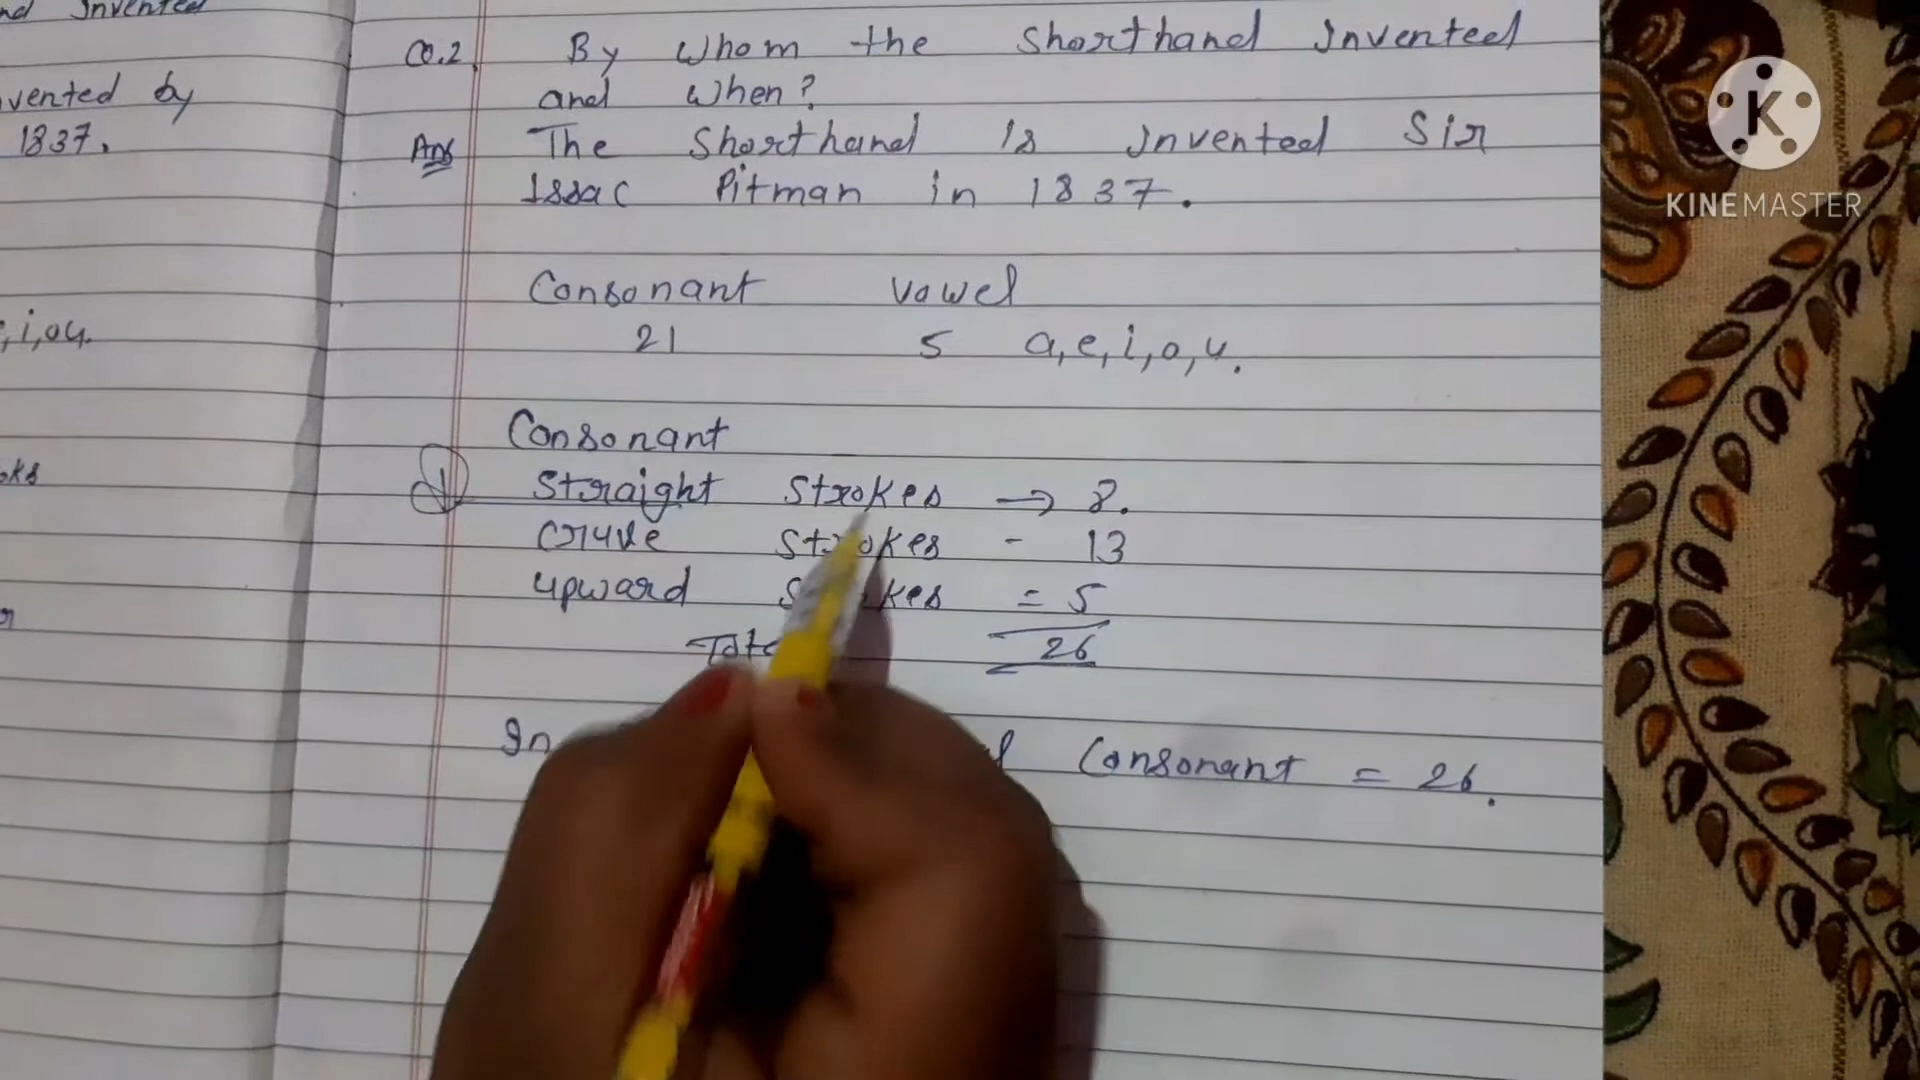 nd Invented
vented by
1837.
, i, o u.
oks
Q.2. By Whom the Shorthand Invented
and When?
Ans The Shorthand Is Invented Sir
Issac Pitman in 1837.
Consonant Vowel
21 5 a, e, i, o, u.
Consonant
↓ Straight Strokes → 8.
Cruve Strokes - 13
upward Strokes = 5
Tota 26
In Consonant = 26.
K
KINEMASTER